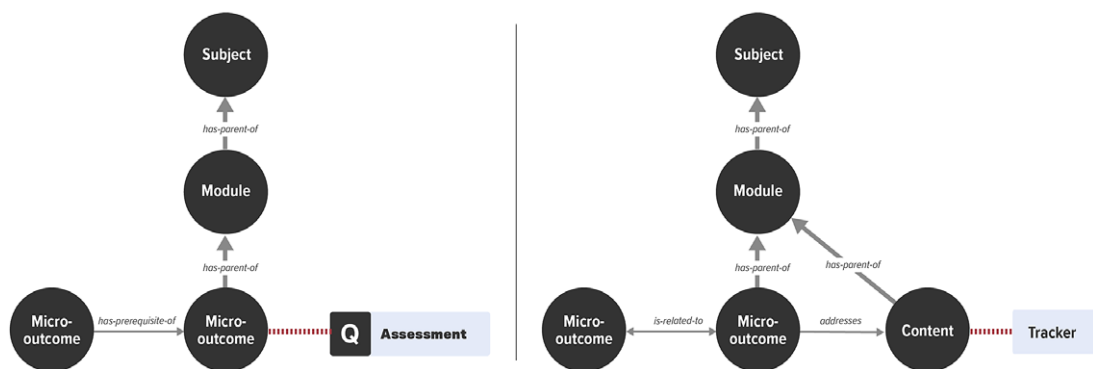 Subject
has-parent-of
Module
has-parent-of
Micro-
outcome
has-prerequisite-of
Micro-
outcome
Q
Assessment
Subject
has-parent-of
Module
has-parent-of
has-parent-of
Micro-
outcome
is-related-to
Micro-
outcome
addresses
Content
Tracker